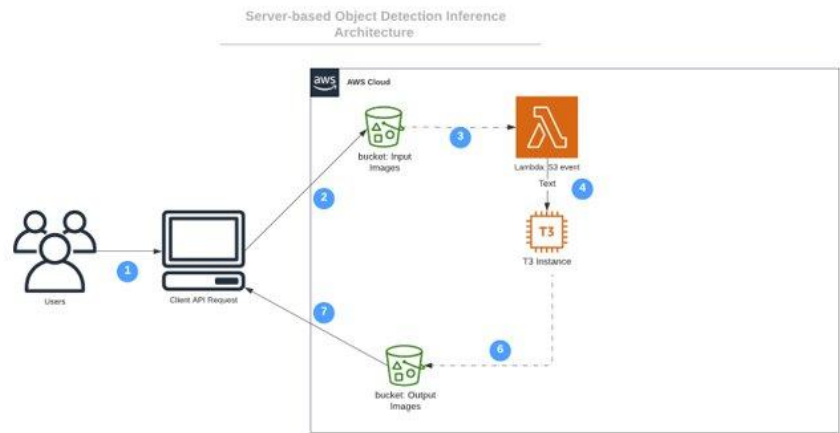 Server-based Object Detection Inference
Architecture
aws
AWS Cloud
bucket: Input
Images
3
Lambda, S3 event
Text
4
2
T3
T3 Instance
1
Users
Client API Request
7
6
bucket: Output
Images